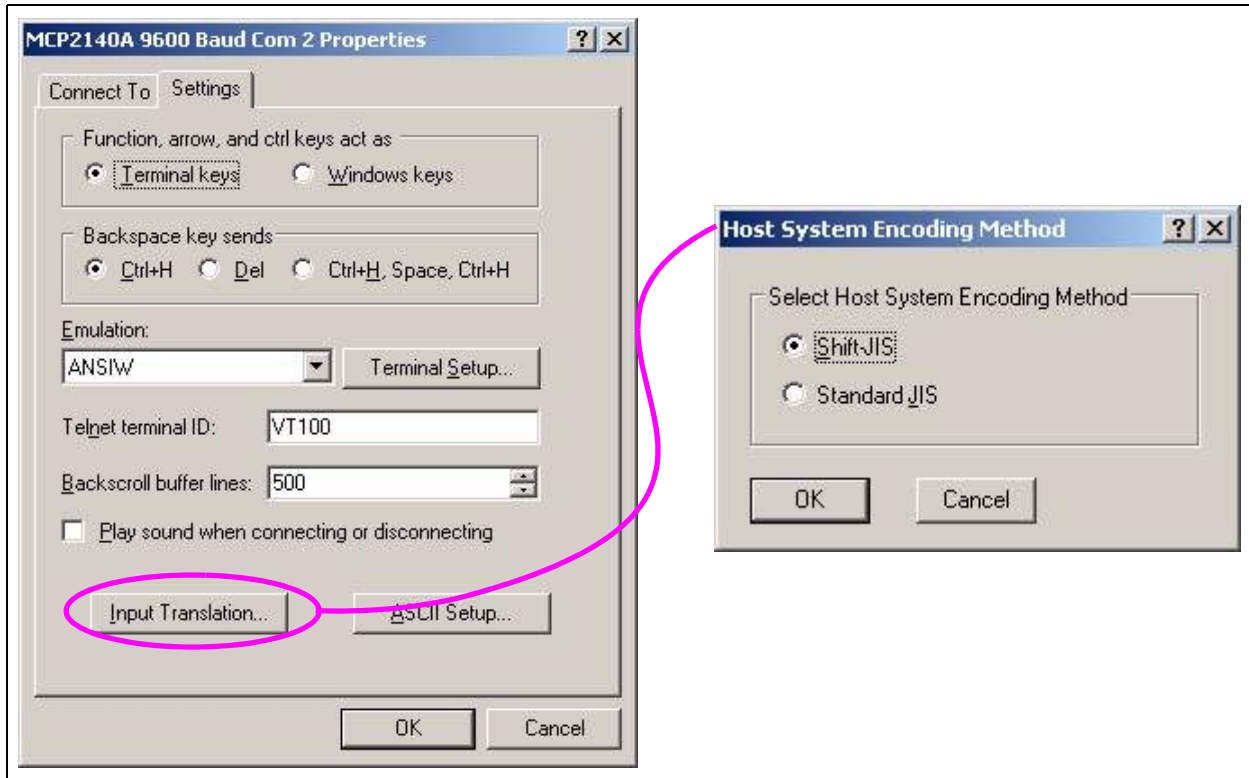 MCP2140A 9600 Baud Com 2 Properties
Connect To Settings
Function, arrow, and ctrl keys act as
Terminal keys Windows keys
Backspace key sends
Ctrl+H Del Ctrl+H, Space, Ctrl+H
Emulation:
ANSIW Terminal Setup...
Telnet terminal ID: VT100
Backscroll buffer lines: 500
Play sound when connecting or disconnecting
Input Translation... ASCII Setup...
OK Cancel
Host System Encoding Method
Select Host System Encoding Method
Shift-JIS
Standard JIS
OK Cancel